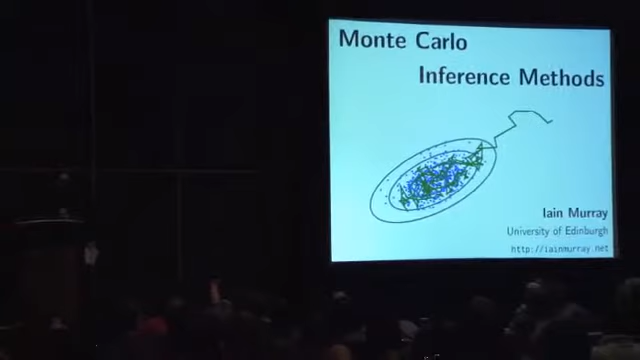 Monte Carlo
Inference Methods
Iain Murray
University of Edinburgh
http://iainmurray.net